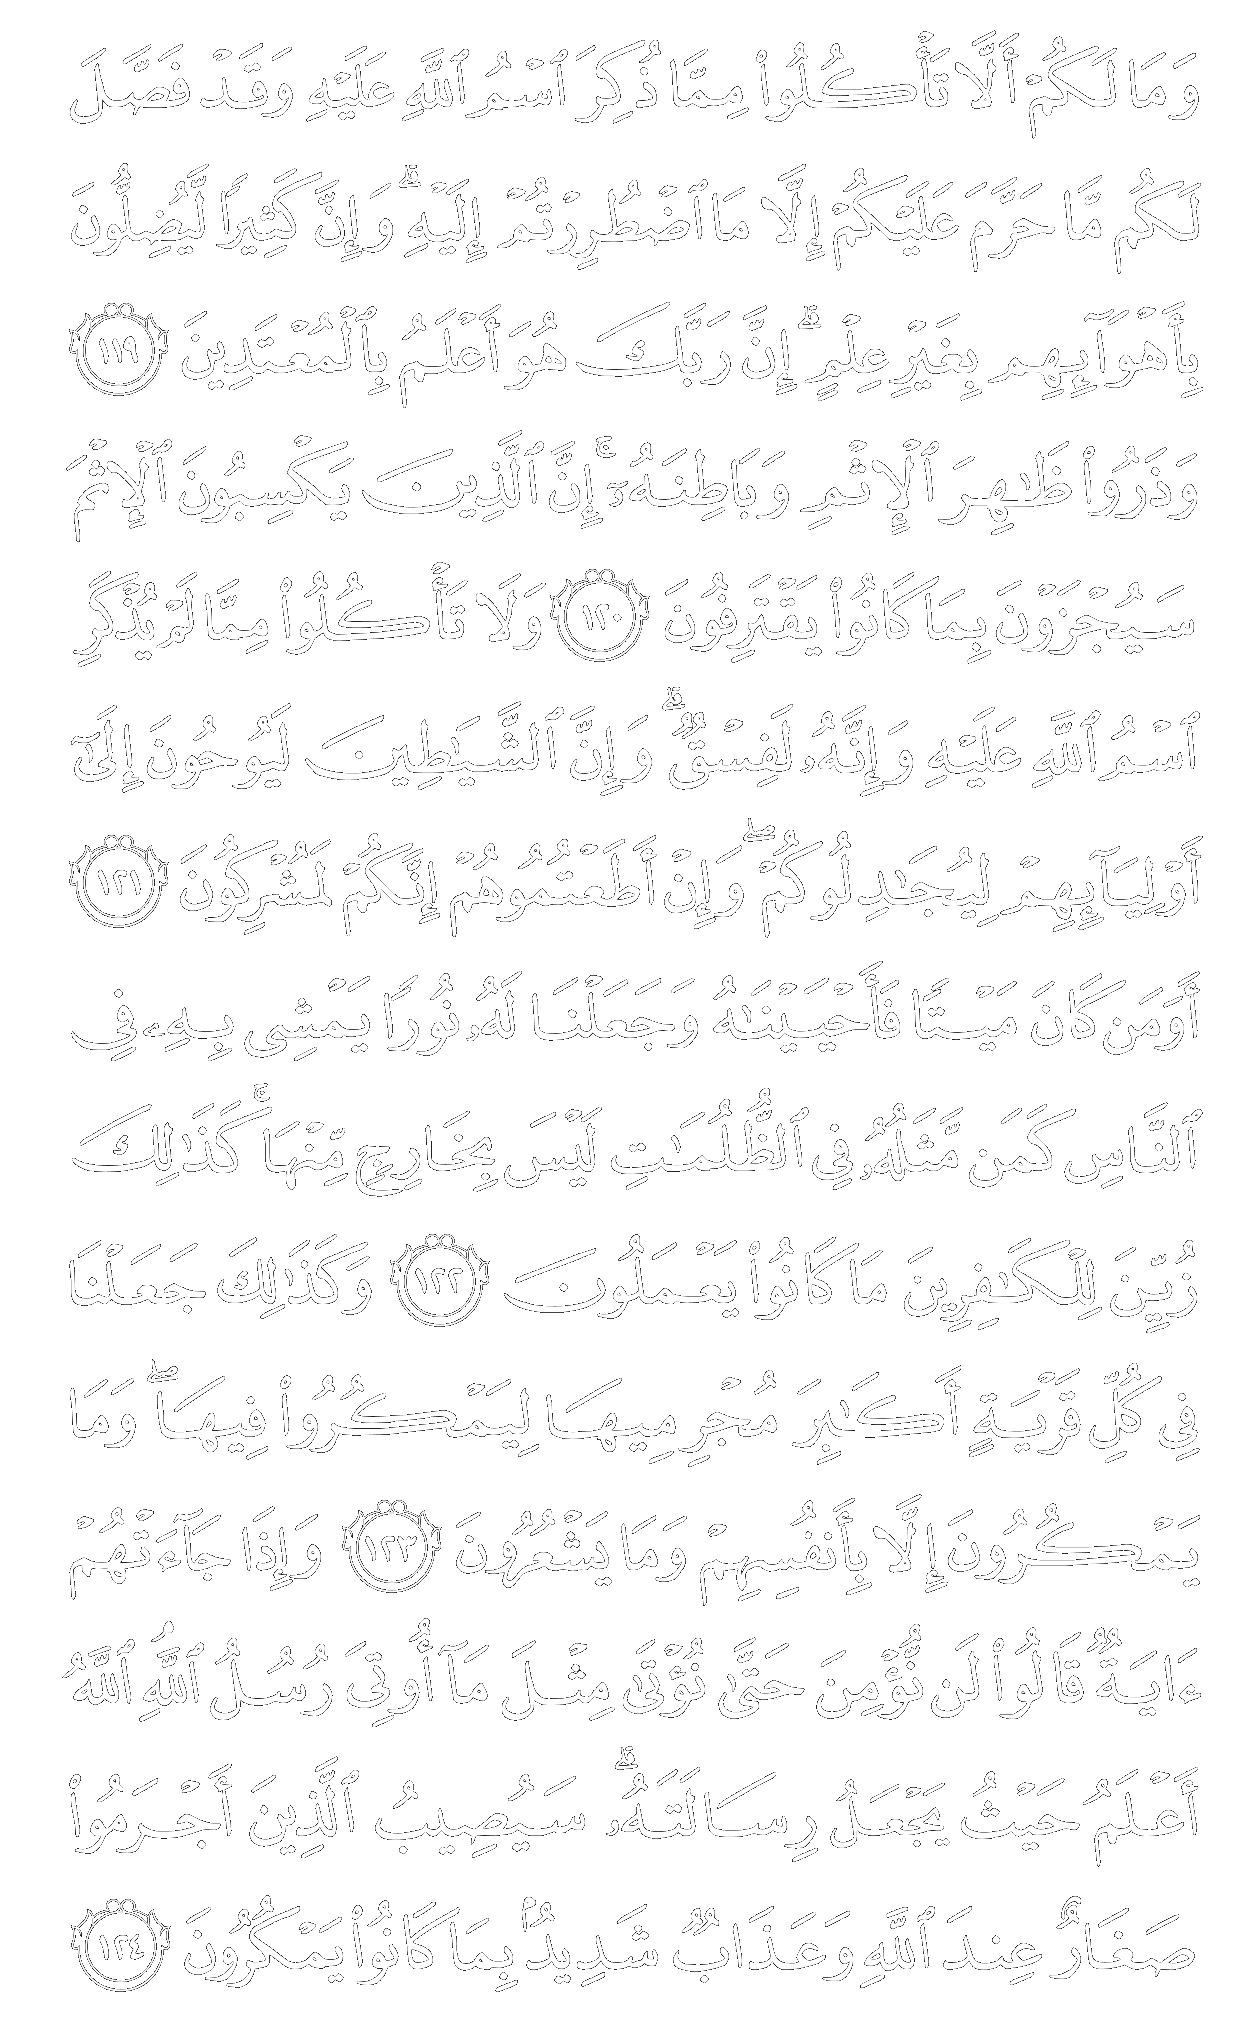 وَمَا لَكُمْ أَلَّا تَأْكُلُوا۟ مِمَّا ذُكِرَ ٱسْمُ ٱللَّهِ عَلَيْهِ وَقَدْ فَصَّلَ
لَكُم مَّا حَرَّمَ عَلَيْكُمْ إِلَّا مَا ٱضْطُرِرْتُمْ إِلَيْهِ ۗ وَإِنَّ كَثِيرًا لَّيُضِلُّونَ
بِأَهْوَآئِهِم بِغَيْرِ عِلْمٍ ۗ إِنَّ رَبَّكَ هُوَ أَعْلَمُ بِٱلْمُعْتَدِينَ ١١٩
وَذَرُوا۟ ظَٰهِرَ ٱلْإِثْمِ وَبَاطِنَهُۥٓ ۚ إِنَّ ٱلَّذِينَ يَكْسِبُونَ ٱلْإِثْمَ
سَيُجْزَوْنَ بِمَا كَانُوا۟ يَقْتَرِفُونَ ١٢٠ وَلَا تَأْكُلُوا۟ مِمَّا لَمْ يُذْكَرِ
ٱسْمُ ٱللَّهِ عَلَيْهِ وَإِنَّهُۥ لَفِسْقٌ ۗ وَإِنَّ ٱلشَّيَٰطِينَ لَيُوحُونَ إِلَىٰٓ
أَوْلِيَآئِهِمْ لِيُجَٰدِلُوكُمْ ۖ وَإِنْ أَطَعْتُمُوهُمْ إِنَّكُمْ لَمُشْرِكُونَ ١٢١
أَوَمَن كَانَ مَيْتًا فَأَحْيَيْنَٰهُ وَجَعَلْنَا لَهُۥ نُورًا يَمْشِى بِهِۦ فِى
ٱلنَّاسِ كَمَن مَّثَلُهُۥ فِى ٱلظُّلُمَٰتِ لَيْسَ بِخَارِجٍ مِّنْهَا ۚ كَذَٰلِكَ
زُيِّنَ لِلْكَٰفِرِينَ مَا كَانُوا۟ يَعْمَلُونَ ١٢٢ وَكَذَٰلِكَ جَعَلْنَا
فِى كُلِّ قَرْيَةٍ أَكَٰبِرَ مُجْرِمِيهَا لِيَمْكُرُوا۟ فِيهَا ۖ وَمَا
يَمْكُرُونَ إِلَّا بِأَنفُسِهِمْ وَمَا يَشْعُرُونَ ١٢٣ وَإِذَا جَآءَتْهُمْ
ءَايَةٌ قَالُوا۟ لَن نُّؤْمِنَ حَتَّىٰ نُؤْتَىٰ مِثْلَ مَآ أُوتِىَ رُسُلُ ٱللَّهِ ۘ ٱللَّهُ
أَعْلَمُ حَيْثُ يَجْعَلُ رِسَالَتَهُۥ ۗ سَيُصِيبُ ٱلَّذِينَ أَجْرَمُوا۟
صَغَارٌ عِندَ ٱللَّهِ وَعَذَابٌ شَدِيدٌۢ بِمَا كَانُوا۟ يَمْكُرُونَ ١٢٤